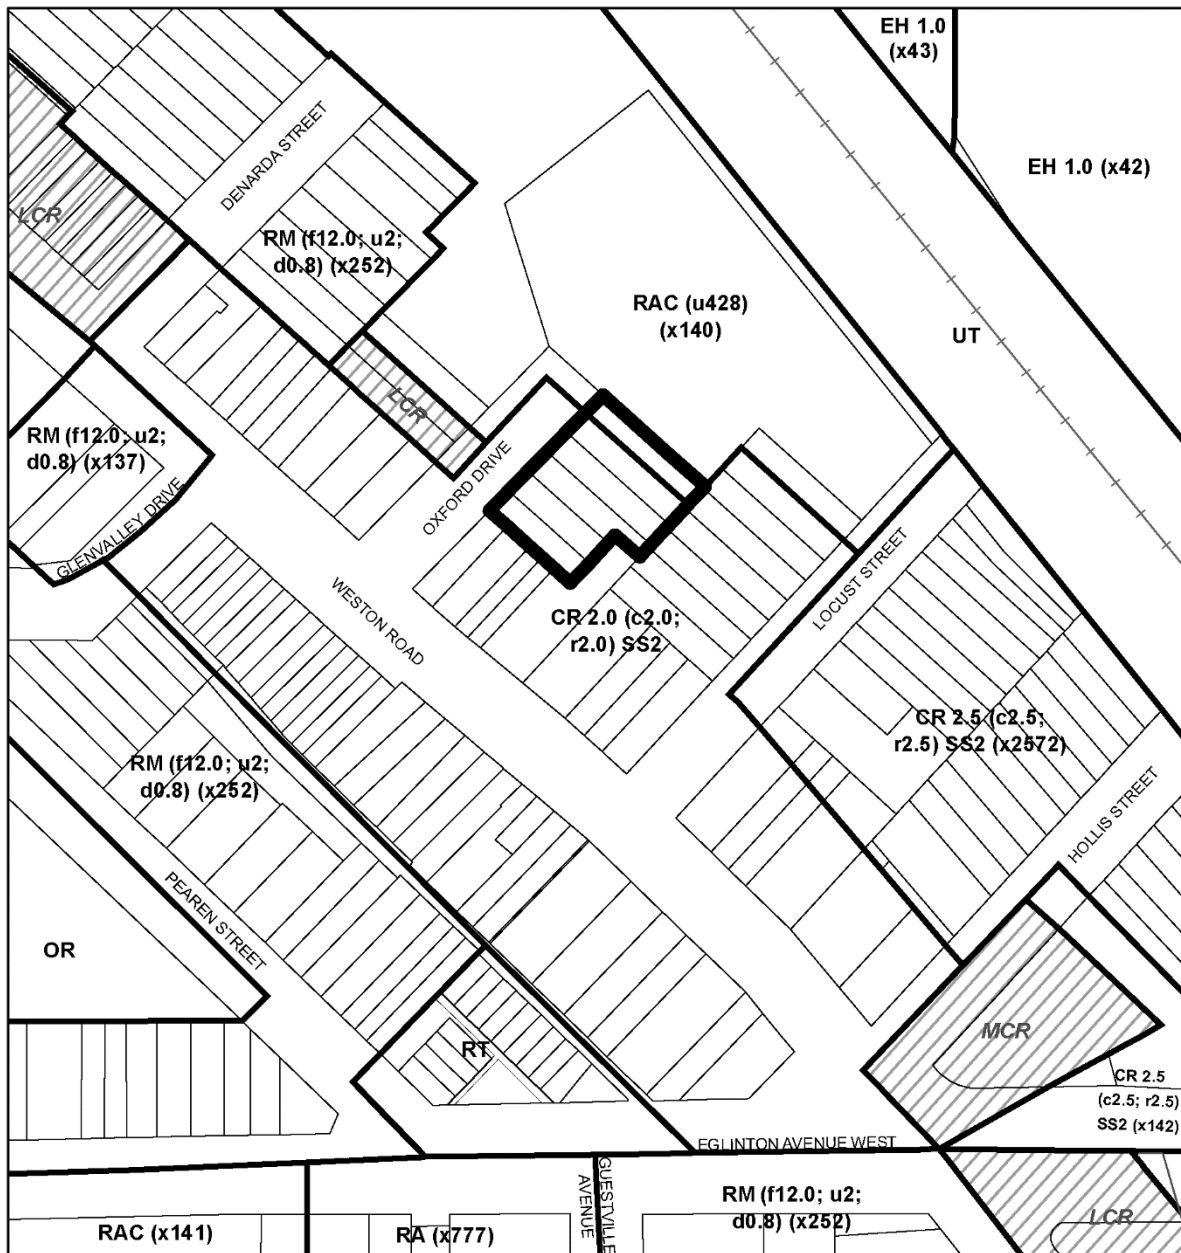 EH 1.0
(x43)
EH 1.0 (x42)
DENARDA STREET
LCR
RM (f12.0; u2;
d0.8) (x252)
RAC (u428)
(x140)
UT
LCR
RM (f12.0; u2;
d0.8) (x137)
OXFORD DRIVE
GLENVALLEY DRIVE
WESTON ROAD
LOCUST STREET
CR 2.0 (c2.0;
r2.0) SS2
CR 2.5 (c2.5;
r2.5) SS2 (x2572)
RM (f12.0; u2;
d0.8) (x252)
HOLLIS STREET
PEAREN STREET
OR
MCR
RT
CR 2.5
(c2.5; r2.5)
SS2 (x142)
EGLINTON AVENUE WEST
GUESTVILLE
AVENUE
RM (f12.0; u2;
d0.8) (x252)
LCR
RAC (x141)
RA (x777)